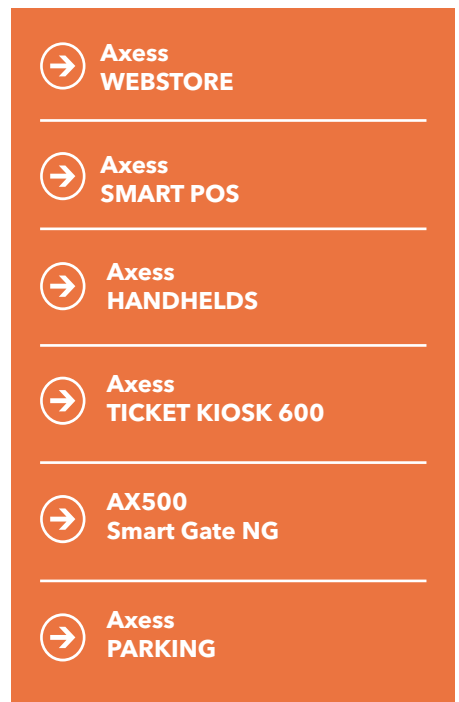 Axess
WEBSTORE
Axess
SMART POS
Axess
HANDHELDS
Axess
TICKET KIOSK 600
AX500
Smart Gate NG
Axess
PARKING